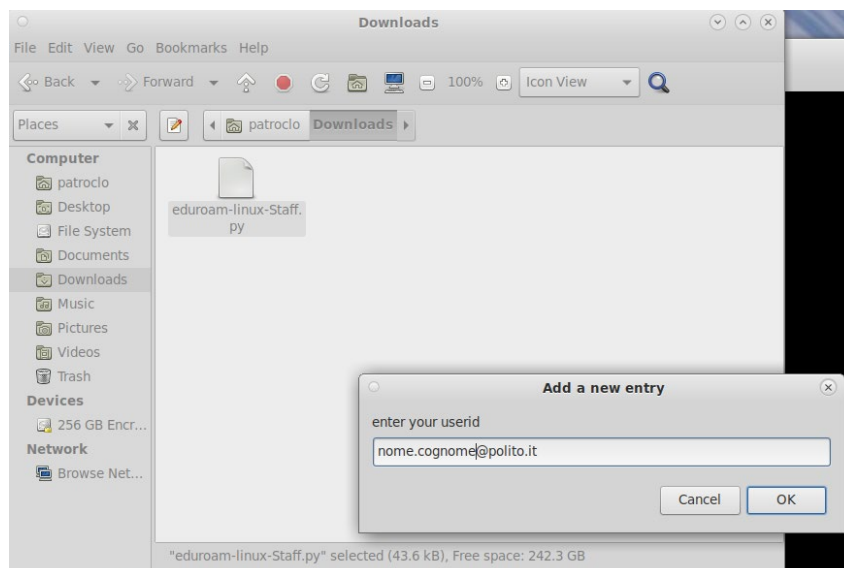 Downloads
File Edit View Go Bookmarks Help
Back Forward 100% Icon View
Places patroclo Downloads
Computer
patroclo
Desktop
File System
Documents
Downloads
Music
Pictures
Videos
Trash
Devices
256 GB Encr...
Network
Browse Net...
eduroam-linux-Staff.
py
Add a new entry
enter your userid
nome.cognome@polito.it
Cancel OK
"eduroam-linux-Staff.py" selected (43.6 kB), Free space: 242.3 GB